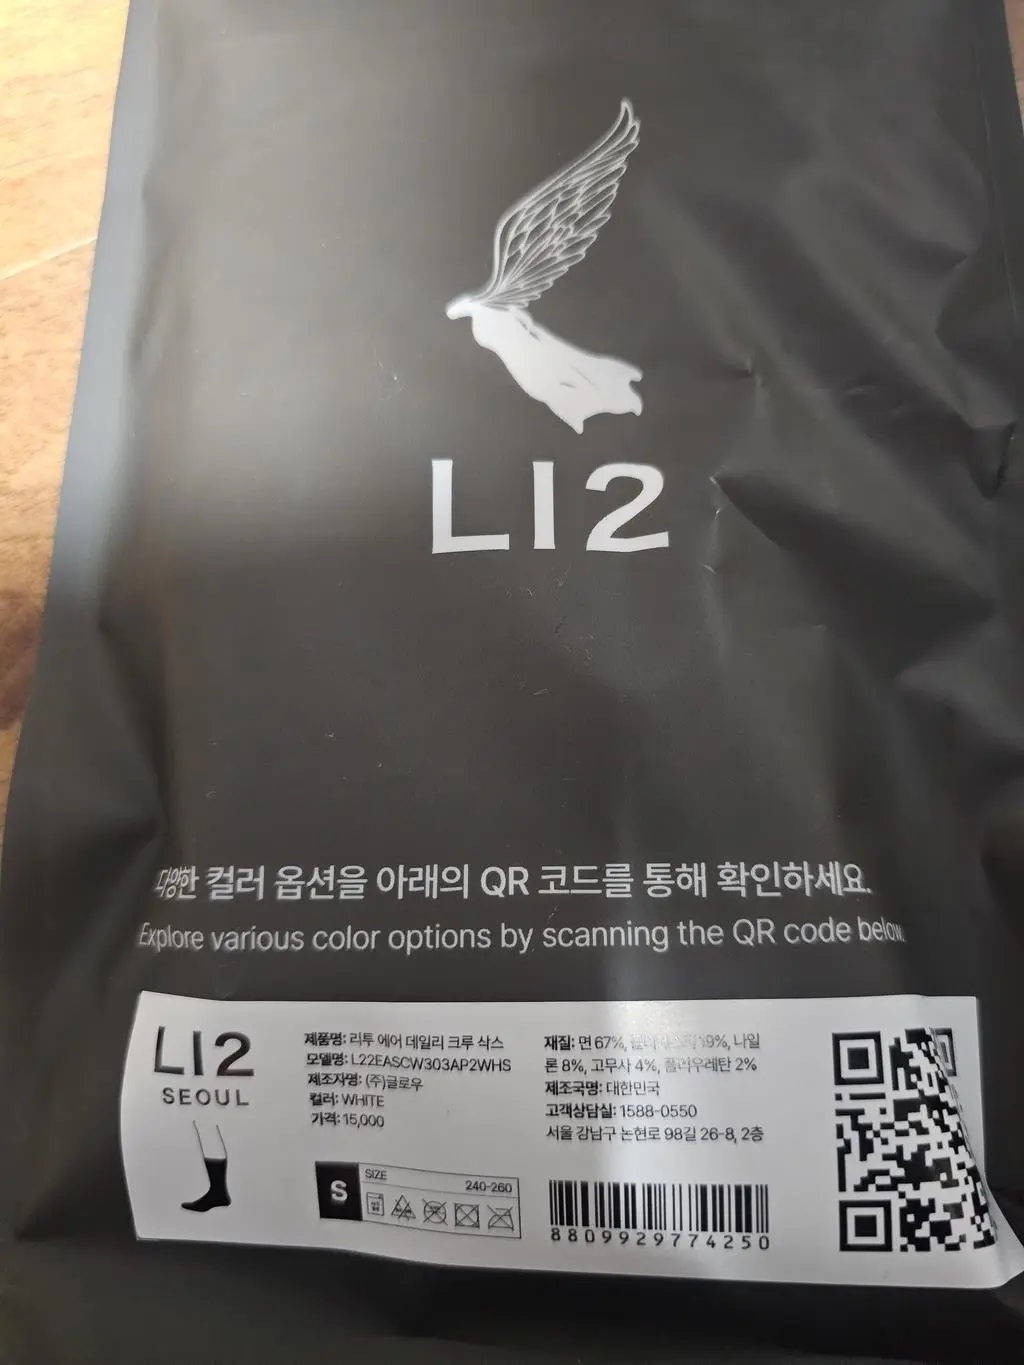 LI2
다양한 컬러 옵션을 아래의 QR 코드를 통해 확인하세요.
Explore various color options by scanning the QR code below.
LI2
SEOUL
제품명: 리투 에어 데일리 크루 삭스
모델명: L22EASCW303AP2WHS
제조자명: (주)글로우
컬러: WHITE
가격: 15,000
S
SIZE
240-260
재질: 면 67%, 19%, 나일
론 8%, 고무사 4%, 폴리우레탄 2%
제조국명: 대한민국
고객상담실: 1588-0550
서울 강남구 논현로 98길 26-8, 2층
8809929774250